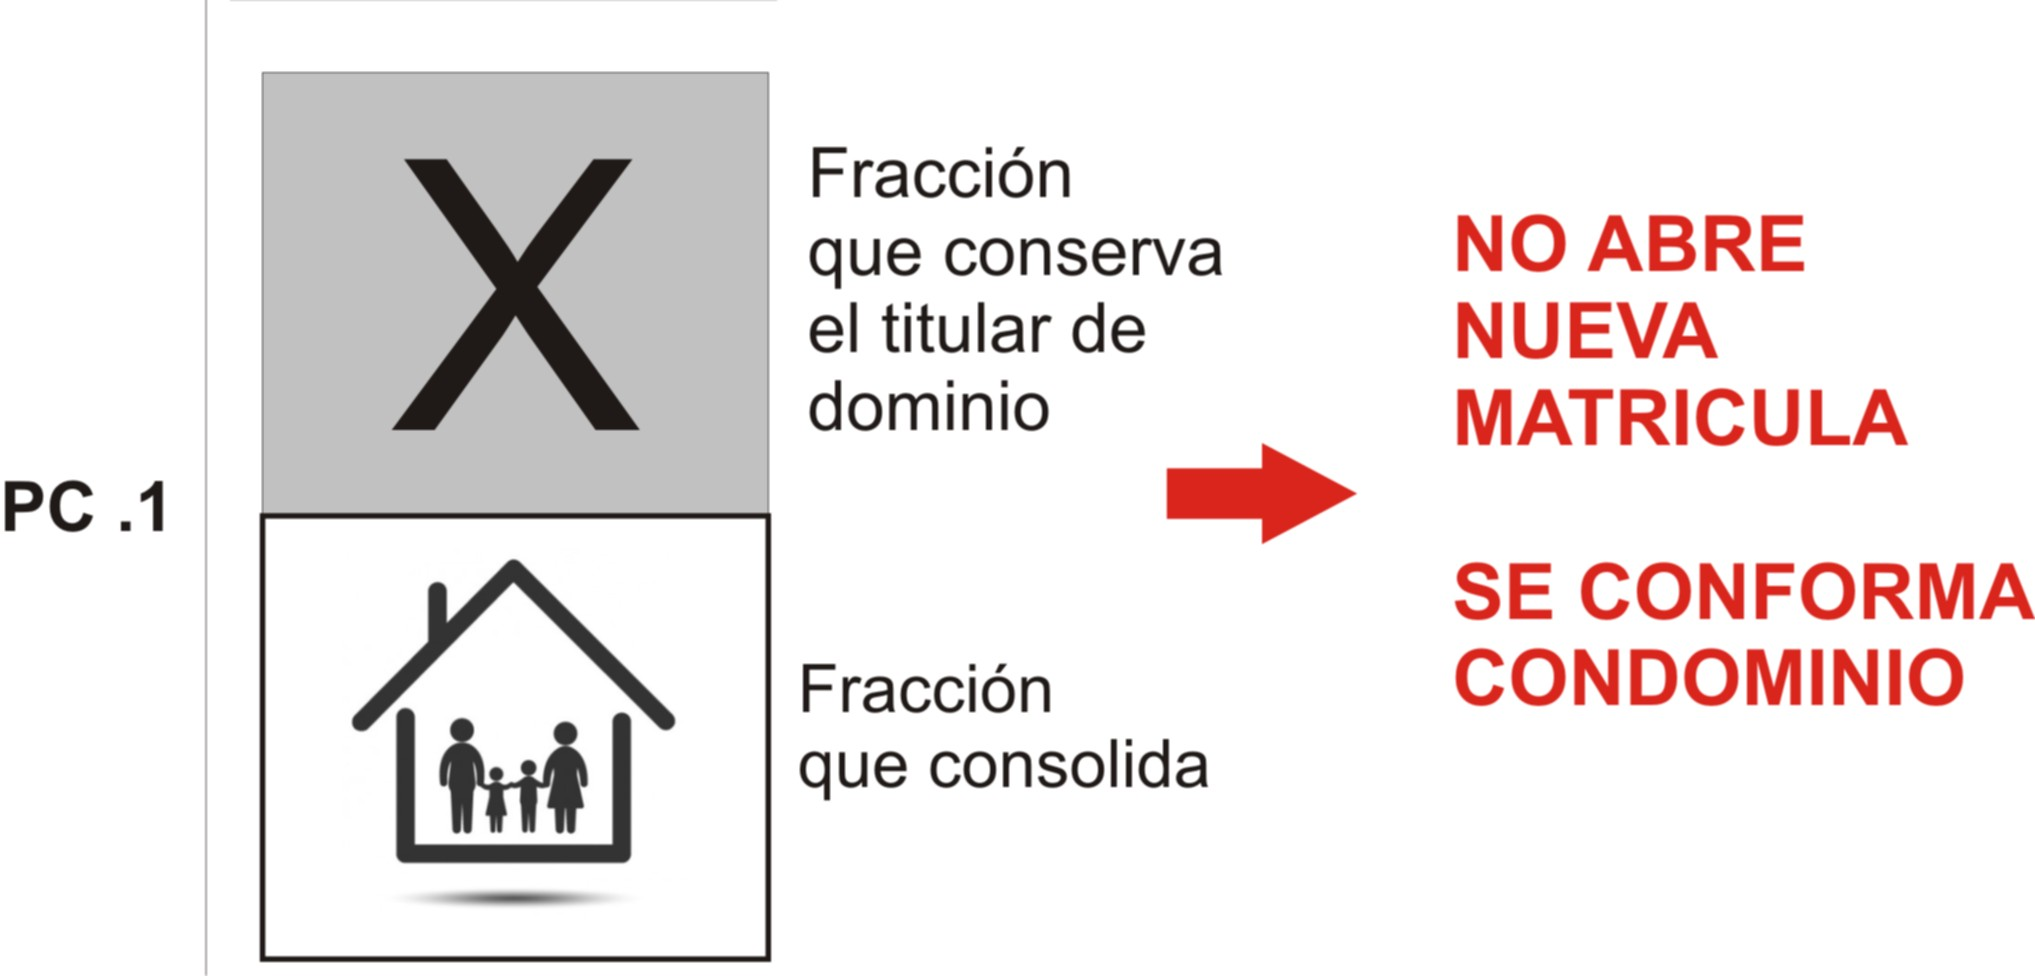 PC .1
X
Fracción
que conserva
el titular de
dominio
Fracción
que consolida
NO ABRE
NUEVA
MATRICULA
SE CONFORMA
CONDOMINIO